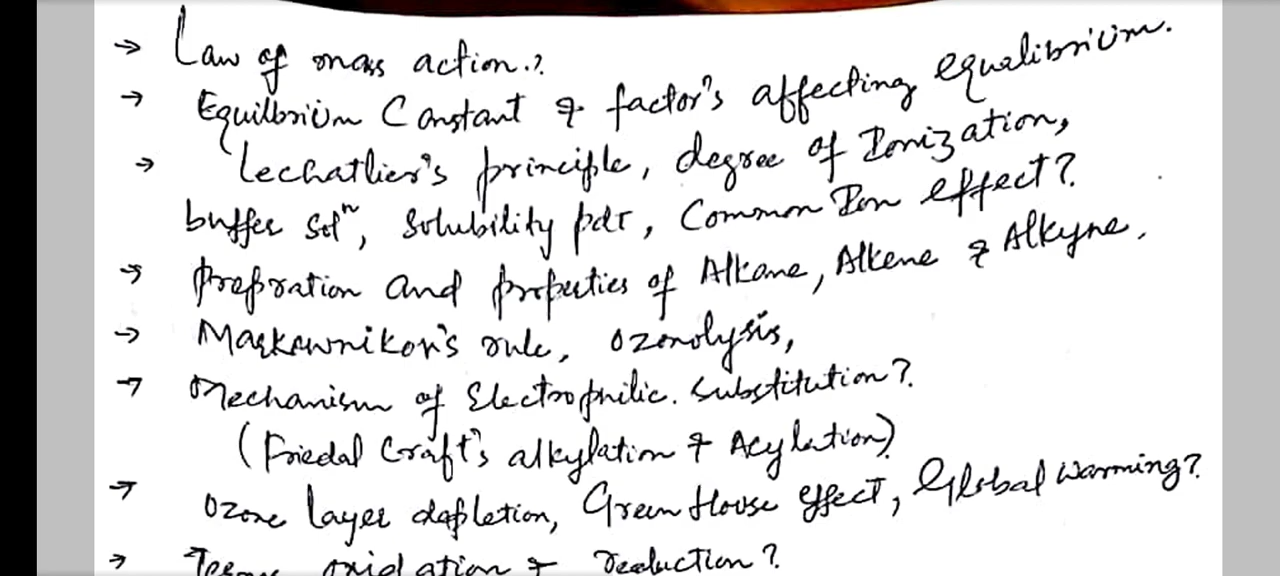 → Law of mass action.?
→ Equilbrium Constant & factor's affecting equalibrium.
→ Lechatlier's principle, degree of Ionization,
buffer Solⁿ, Solubility pdt, Common Ion effect?
→ Prepration and properties of Alkane, Alkene & Alkyne.
→ Markownikov's rule, Ozonolysis,
→ Mechanism of Electrophilic. substitution?
(Friedal Craft's alkylation & Acylation)
→ Ozone layer depletion, Green House effect, Global warming?
→ oxidation & reduction?